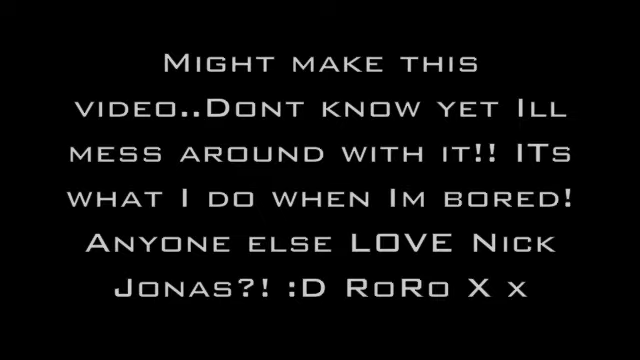 Might make this
video..Dont know yet Ill
mess around with it!! ITs
what I do when Im bored!
Anyone else LOVE Nick
Jonas?! :D RoRo X x